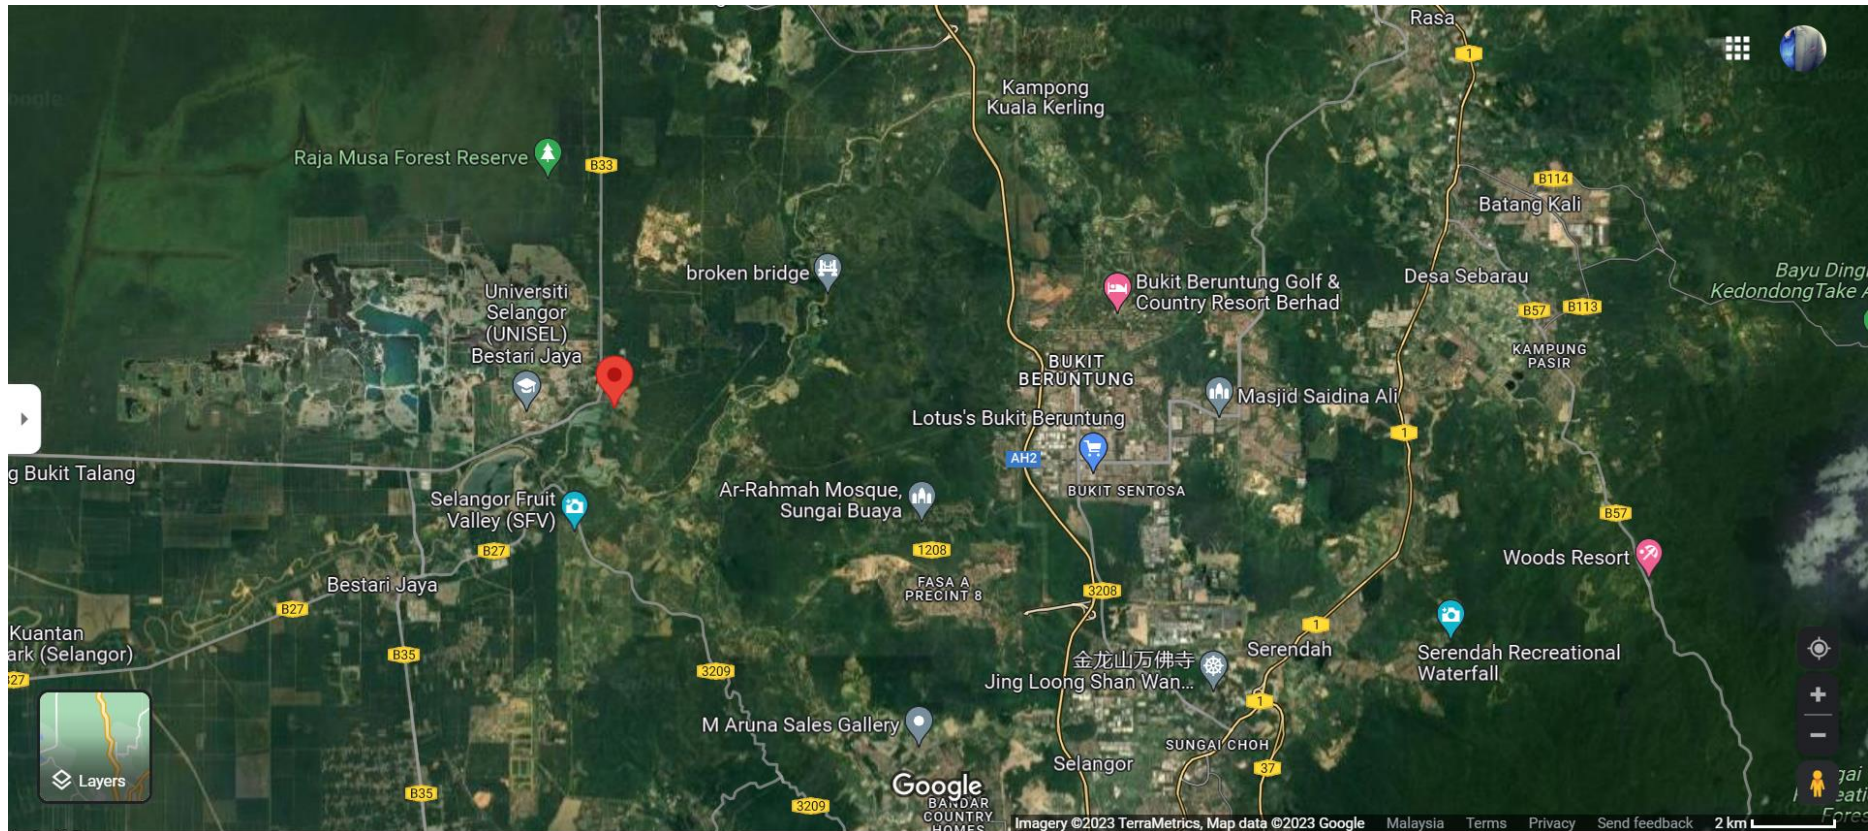 Rasa
1
Kampong
Kuala Kerling
Raja Musa Forest Reserve
B33
B114
Batang Kali
broken bridge
Bukit Beruntung Golf &
Country Resort Berhad
Desa Sebarau
Bayu Dingi
KedondongTake A
B57
B113
Universiti
Selangor
(UNISEL)
Bestari Jaya
KAMPUNG
PASIR
BUKIT
BERUNTUNG
Masjid Saidina Ali
Lotus's Bukit Beruntung
1
AH2
g Bukit Talang
BUKIT SENTOSA
Selangor Fruit
Valley (SFV)
Ar-Rahmah Mosque,
Sungai Buaya
B57
B27
1208
Woods Resort
Bestari Jaya
FASA A
PRECINT 8
3208
B27
1
Kuantan
ark (Selangor)
B35
Serendah
Serendah Recreational
Waterfall
3209
金龙山万佛寺
Jing Loong Shan Wan...
327
1
M Aruna Sales Gallery
SUNGAI CHOH
Selangor
37
Layers
B35
Google
3209
BANDAR
COUNTRY
HOMES
Imagery ©2023 TerraMetrics, Map data ©2023 Google Malaysia Terms Privacy Send feedback 2 km